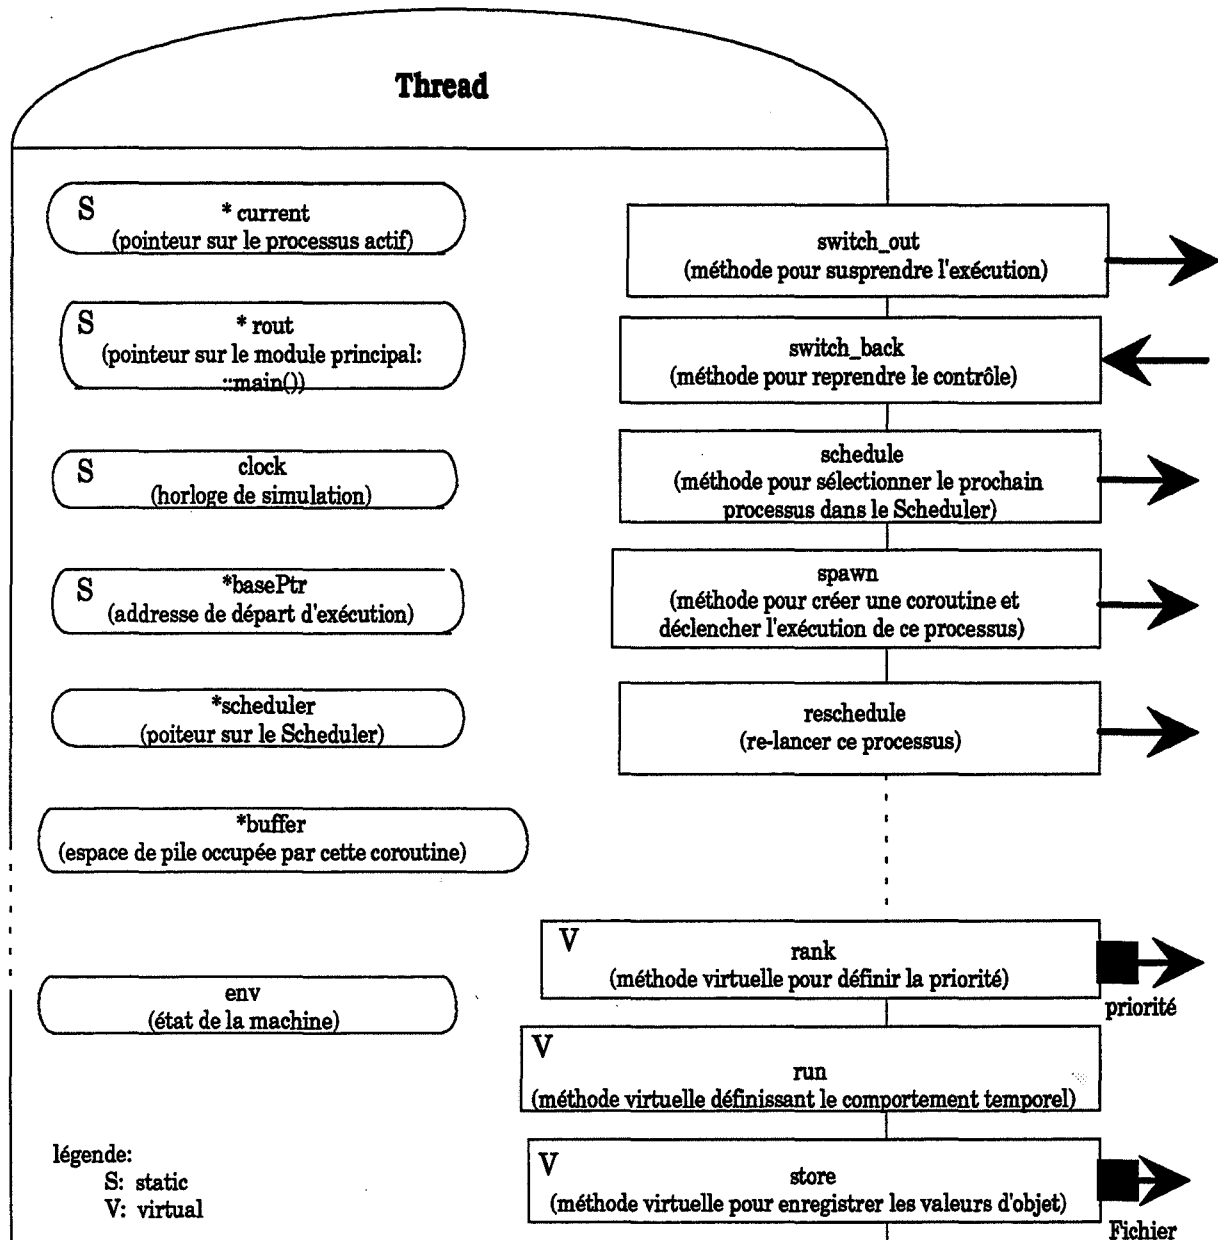 Thread
S
* current
(pointeur sur le processus actif)
S
* rout
(pointeur sur le module principal:
::main())
S
clock
(horloge de simulation)
S
*basePtr
(addresse de départ d'exécution)
*scheduler
(poiteur sur le Scheduler)
*buffer
(espace de pile occupée par cette coroutine)
env
(état de la machine)
légende:
S: static
V: virtual
switch_out
(méthode pour susprendre l'exécution)
switch_back
(méthode pour reprendre le contrôle)
schedule
(méthode pour sélectionner le prochain
processus dans le Scheduler)
spawn
(méthode pour créer une coroutine et
déclencher l'exécution de ce processus)
reschedule
(re-lancer ce processus)
V
rank
(méthode virtuelle pour définir la priorité)
priorité
V
run
(méthode virtuelle définissant le comportement temporel)
V
store
(méthode virtuelle pour enregistrer les valeurs d'objet)
Fichier